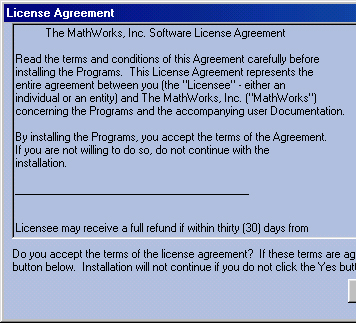 License Agreement
The MathWorks, Inc. Software License Agreement
Read the terms and conditions of this Agreement carefully before
installing the Programs.  This License Agreement represents the
entire agreement between you (the "Licensee" - either an
individual or an entity) and The MathWorks, Inc. ("MathWorks")
concerning the Programs and the accompanying user Documentation.
By installing the Programs, you accept the terms of the Agreement.
If you are not willing to do so, do not continue with the
installation.
Licensee may receive a full refund if within thirty (30) days from
Do you accept the terms of the license agreement?  If these terms are ag
button below.  Installation will not continue if you do not click the Yes but